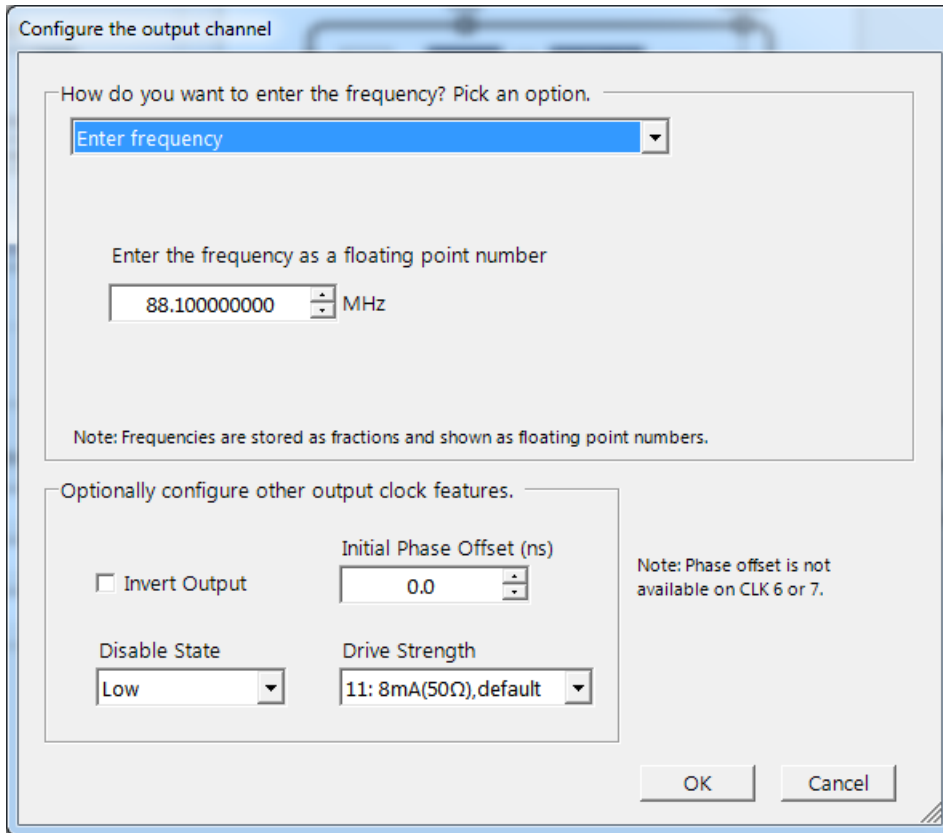 Configure the output channel
How do you want to enter the frequency? Pick an option.
Enter frequency
Enter the frequency as a floating point number
88.100000000 MHz
Note: Frequencies are stored as fractions and shown as floating point numbers.
Optionally configure other output clock features.
Initial Phase Offset (ns)
Invert Output
0.0
Note: Phase offset is not
available on CLK 6 or 7.
Disable State
Drive Strength
Low
11: 8mA(50Ω),default
OK
Cancel